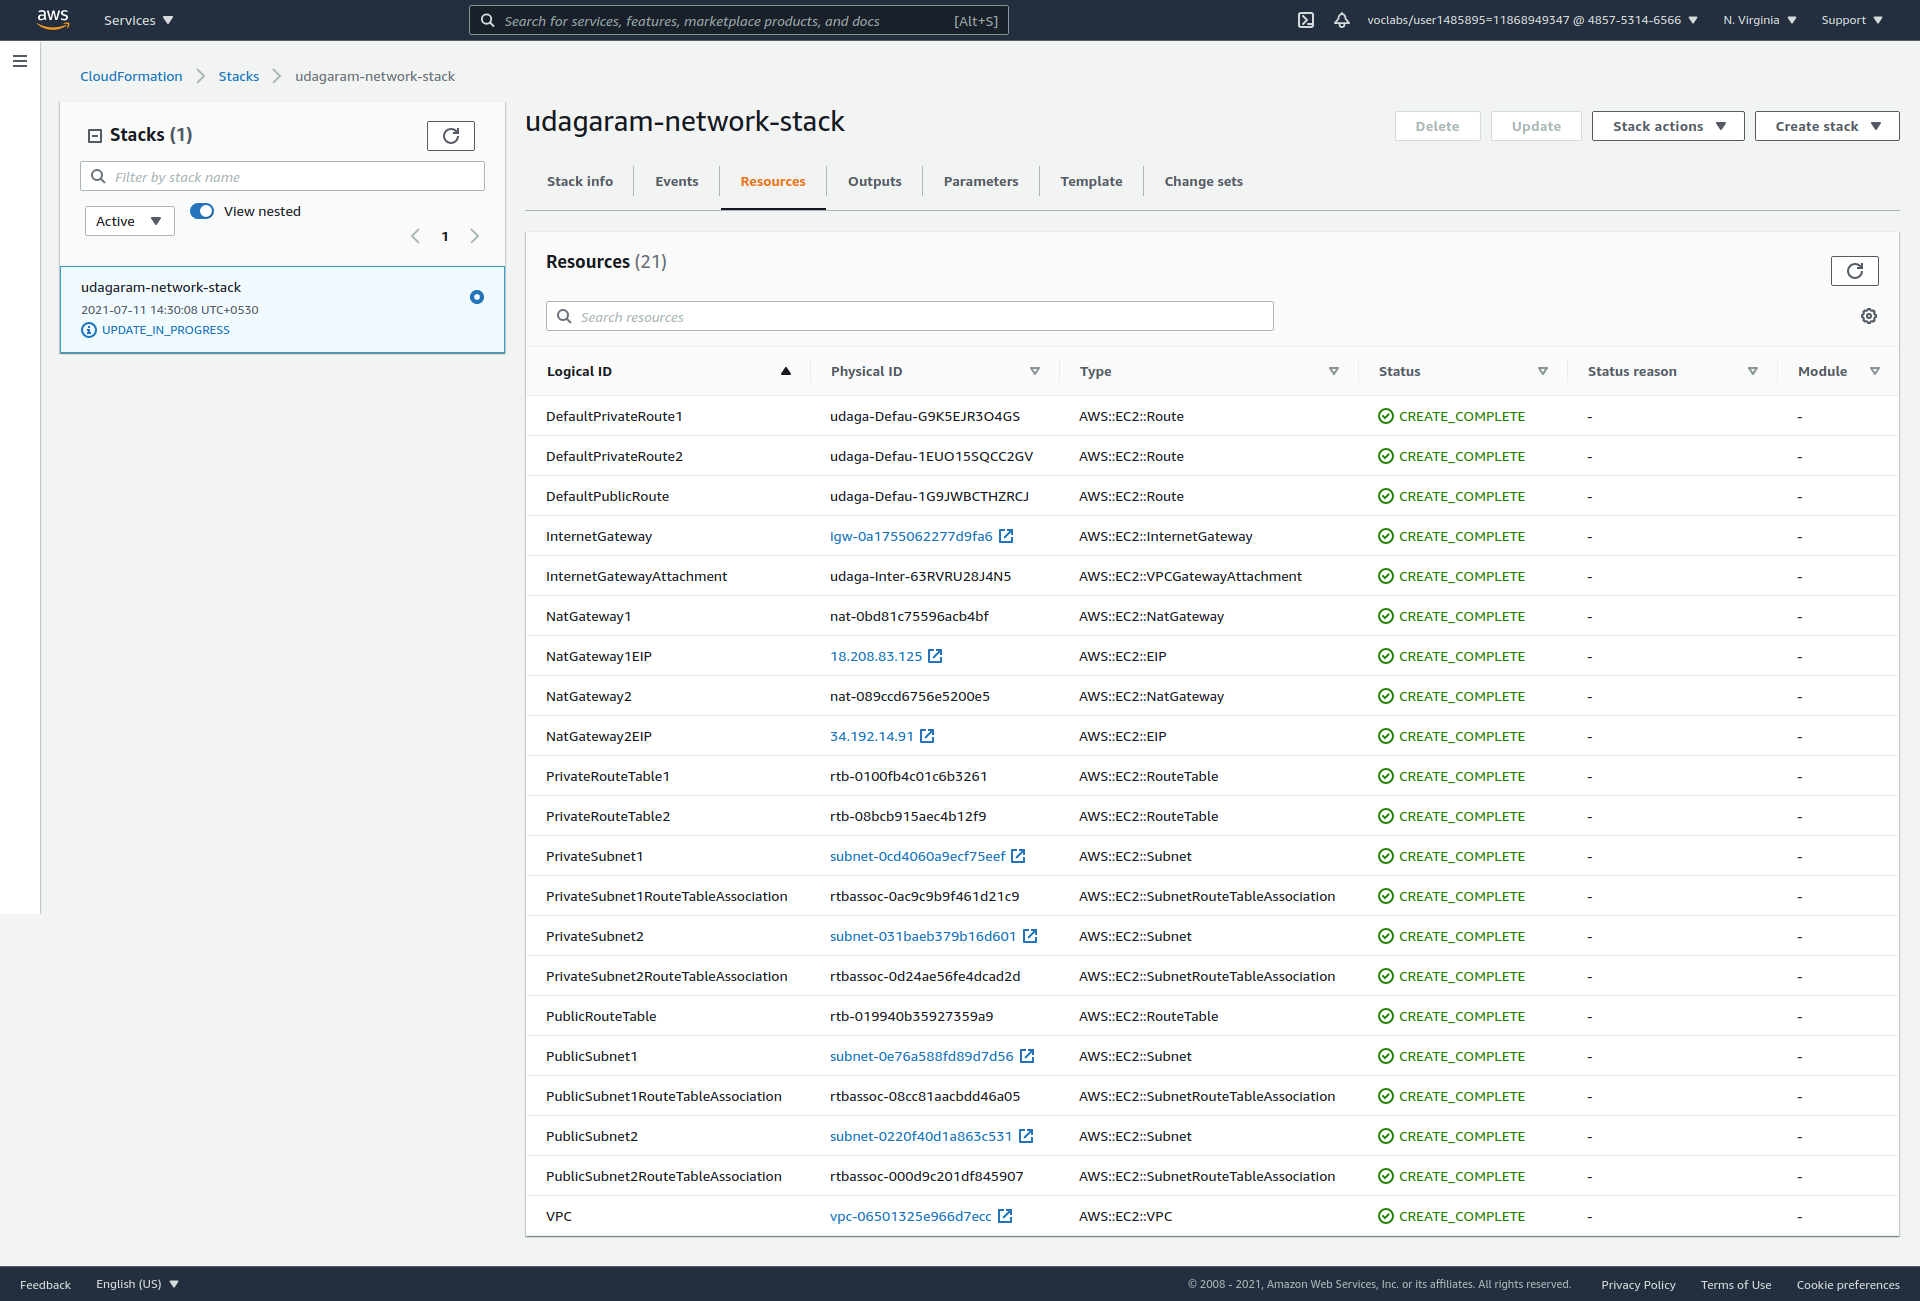 aws Services Search for services, features, marketplace products, and docs [Alt+S] voclabs/user1485895=11868949347 @ 4857-5314-6566 N. Virginia Support
CloudFormation Stacks udagaram-network-stack
Stacks (1)
Filter by stack name
Active View nested
1
udagaram-network-stack
2021-07-11 14:30:08 UTC+0530
UPDATE_IN_PROGRESS
udagaram-network-stack
Delete Update Stack actions Create stack
Stack info Events Resources Outputs Parameters Template Change sets
Resources (21)
Search resources
Logical ID Physical ID Type Status Status reason Module
DefaultPrivateRoute1 udaga-Defau-G9K5EJR3O4GS AWS::EC2::Route CREATE_COMPLETE - -
DefaultPrivateRoute2 udaga-Defau-1EUO15SQCC2GV AWS::EC2::Route CREATE_COMPLETE - -
DefaultPublicRoute udaga-Defau-1G9JWBCTHZRCJ AWS::EC2::Route CREATE_COMPLETE - -
InternetGateway igw-0a1755062277d9fa6 AWS::EC2::InternetGateway CREATE_COMPLETE - -
InternetGatewayAttachment udaga-Inter-63RVRU28J4N5 AWS::EC2::VPCGatewayAttachment CREATE_COMPLETE - -
NatGateway1 nat-0bd81c75596acb4bf AWS::EC2::NatGateway CREATE_COMPLETE - -
NatGateway1EIP 18.208.83.125 AWS::EC2::EIP CREATE_COMPLETE - -
NatGateway2 nat-089ccd6756e5200e5 AWS::EC2::NatGateway CREATE_COMPLETE - -
NatGateway2EIP 34.192.14.91 AWS::EC2::EIP CREATE_COMPLETE - -
PrivateRouteTable1 rtb-0100fb4c01c6b3261 AWS::EC2::RouteTable CREATE_COMPLETE - -
PrivateRouteTable2 rtb-08bcb915aec4b12f9 AWS::EC2::RouteTable CREATE_COMPLETE - -
PrivateSubnet1 subnet-0cd4060a9ecf75eef AWS::EC2::Subnet CREATE_COMPLETE - -
PrivateSubnet1RouteTableAssociation rtbassoc-0ac9c9b9f461d21c9 AWS::EC2::SubnetRouteTableAssociation CREATE_COMPLETE - -
PrivateSubnet2 subnet-031baeb379b16d601 AWS::EC2::Subnet CREATE_COMPLETE - -
PrivateSubnet2RouteTableAssociation rtbassoc-0d24ae56fe4dcad2d AWS::EC2::SubnetRouteTableAssociation CREATE_COMPLETE - -
PublicRouteTable rtb-019940b35927359a9 AWS::EC2::RouteTable CREATE_COMPLETE - -
PublicSubnet1 subnet-0e76a588fd89d7d56 AWS::EC2::Subnet CREATE_COMPLETE - -
PublicSubnet1RouteTableAssociation rtbassoc-08cc81aacbdd46a05 AWS::EC2::SubnetRouteTableAssociation CREATE_COMPLETE - -
PublicSubnet2 subnet-0220f40d1a863c531 AWS::EC2::Subnet CREATE_COMPLETE - -
PublicSubnet2RouteTableAssociation rtbassoc-000d9c201df845907 AWS::EC2::SubnetRouteTableAssociation CREATE_COMPLETE - -
VPC vpc-06501325e966d7ecc AWS::EC2::VPC CREATE_COMPLETE - -
Feedback English (US) © 2008 - 2021, Amazon Web Services, Inc. or its affiliates. All rights reserved. Privacy Policy Terms of Use Cookie preferences